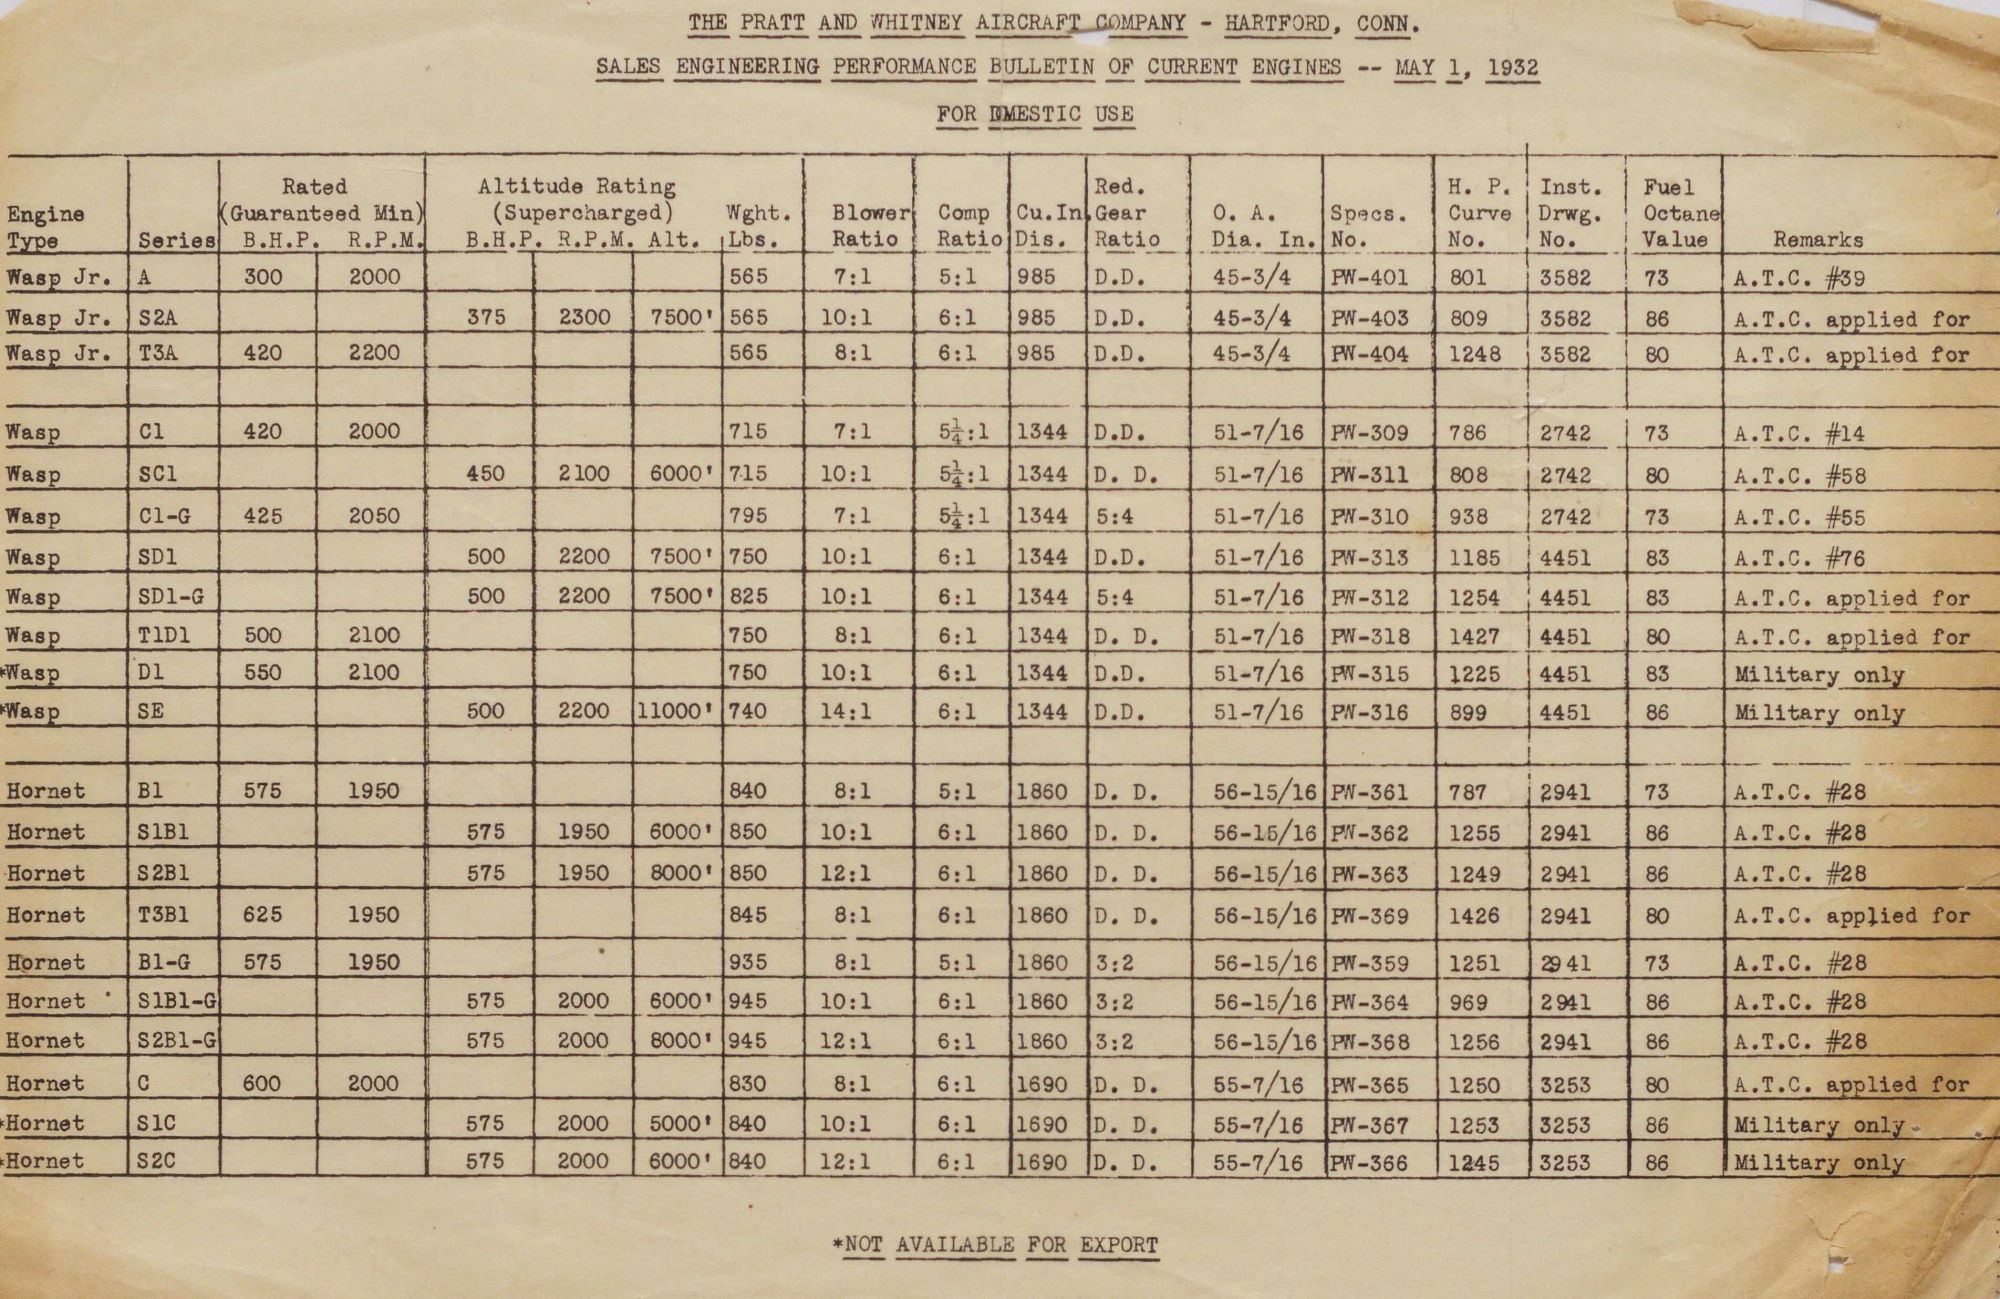 THE PRATT AND WHITNEY AIRCRAFT COMPANY - HARTFORD, CONN.
SALES ENGINEERING PERFORMANCE BULLETIN OF CURRENT ENGINES -- MAY 1, 1932
FOR DMESTIC USE
Rated Altitude Rating Red. H. P. Inst. Fuel
Engine (Guaranteed Min) (Supercharged) Wght. Blower Comp Cu.In. Gear O. A. Specs. Curve Drwg. Octane
Type Series B.H.P. R.P.M. B.H.P. R.P.M. Alt. Lbs. Ratio Ratio Dis. Ratio Dia. In. No. No. No. Value Remarks
Wasp Jr. A 300 2000 565 7:1 5:1 985 D.D. 45-3/4 PW-401 801 3582 73 A.T.C. #39
Wasp Jr. S2A 375 2300 7500' 565 10:1 6:1 985 D.D. 45-3/4 PW-403 809 3582 86 A.T.C. applied for
Wasp Jr. T3A 420 2200 565 8:1 6:1 985 D.D. 45-3/4 PW-404 1248 3582 80 A.T.C. applied for
Wasp C1 420 2000 715 7:1 5¼:1 1344 D.D. 51-7/16 PW-309 786 2742 73 A.T.C. #14
Wasp SC1 450 2100 6000' 715 10:1 5¼:1 1344 D. D. 51-7/16 PW-311 808 2742 80 A.T.C. #58
Wasp C1-G 425 2050 795 7:1 5¼:1 1344 5:4 51-7/16 PW-310 938 2742 73 A.T.C. #55
Wasp SD1 500 2200 7500' 750 10:1 6:1 1344 D.D. 51-7/16 PW-313 1185 4451 83 A.T.C. #76
Wasp SD1-G 500 2200 7500' 825 10:1 6:1 1344 5:4 51-7/16 PW-312 1254 4451 83 A.T.C. applied for
Wasp T1D1 500 2100 750 8:1 6:1 1344 D. D. 51-7/16 PW-318 1427 4451 80 A.T.C. applied for
*Wasp D1 550 2100 750 10:1 6:1 1344 D.D. 51-7/16 PW-315 1225 4451 83 Military only
*Wasp SE 500 2200 11000' 740 14:1 6:1 1344 D.D. 51-7/16 PW-316 899 4451 86 Military only
Hornet B1 575 1950 840 8:1 5:1 1860 D. D. 56-15/16 PW-361 787 2941 73 A.T.C. #28
Hornet S1B1 575 1950 6000' 850 10:1 6:1 1860 D. D. 56-15/16 PW-362 1255 2941 86 A.T.C. #28
Hornet S2B1 575 1950 8000' 850 12:1 6:1 1860 D. D. 56-15/16 PW-363 1249 2941 86 A.T.C. #28
Hornet T3B1 625 1950 845 8:1 6:1 1860 D. D. 56-15/16 PW-369 1426 2941 80 A.T.C. applied for
Hornet B1-G 575 1950 935 8:1 5:1 1860 3:2 56-15/16 PW-359 1251 2941 73 A.T.C. #28
Hornet S1B1-G 575 2000 6000' 945 10:1 6:1 1860 3:2 56-15/16 PW-364 969 2941 86 A.T.C. #28
Hornet S2B1-G 575 2000 8000' 945 12:1 6:1 1860 3:2 56-15/16 PW-368 1256 2941 86 A.T.C. #28
Hornet C 600 2000 830 8:1 6:1 1690 D. D. 55-7/16 PW-365 1250 3253 80 A.T.C. applied for
*Hornet S1C 575 2000 5000' 840 10:1 6:1 1690 D. D. 55-7/16 PW-367 1253 3253 86 Military only
*Hornet S2C 575 2000 6000' 840 12:1 6:1 1690 D. D. 55-7/16 PW-366 1245 3253 86 Military only
*NOT AVAILABLE FOR EXPORT